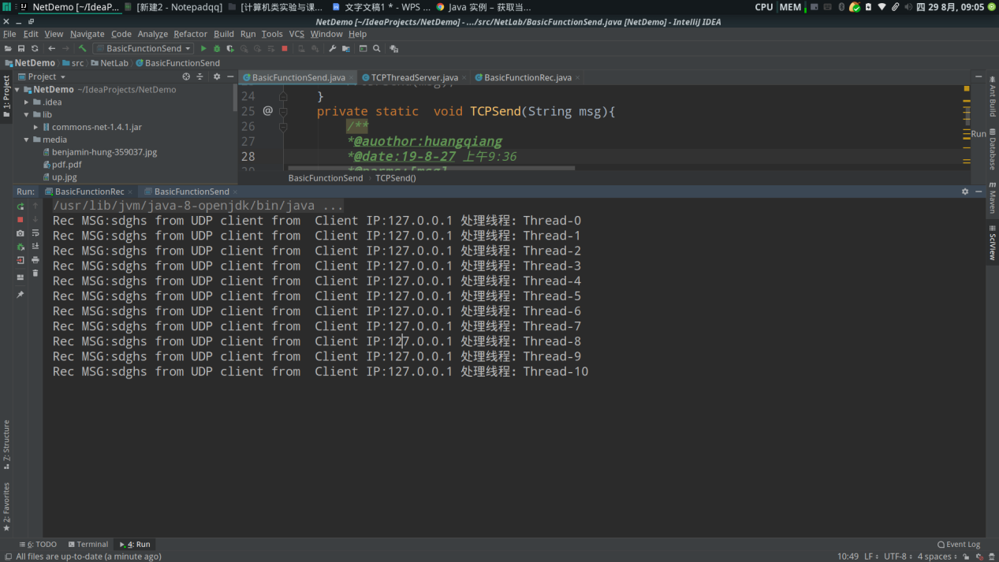 NetDemo [~/IdeaP... [新建2 - Notepadqq] [计算机类实验与课... 文字文稿1 * - WPS ... Java 实例 – 获取当... CPU MEM 四 29 8月, 09:05
NetDemo [~/IdeaProjects/NetDemo] - .../src/NetLab/BasicFunctionSend.java [NetDemo] - IntelliJ IDEA
File Edit View Navigate Code Analyze Refactor Build Run Tools VCS Window Help
BasicFunctionSend
NetDemo src NetLab BasicFunctionSend
Project BasicFunctionSend.java TCPThreadServer.java BasicFunctionRec.java
1: Project
NetDemo ~/IdeaProjects/NetDemo
.idea
lib
commons-net-1.4.1.jar
media
benjamin-hung-359037.jpg
pdf.pdf
up.jpg
24 }
25 @ private static void TCPSend(String msg){
26 /**
27 *@auothor:huangqiang
28 *@date:19-8-27 上午9:36
*@parms:[msg]
BasicFunctionSend TCPSend()
Ant Build
Run
Database
Maven
SciView
Run: BasicFunctionRec BasicFunctionSend
/usr/lib/jvm/java-8-openjdk/bin/java ...
Rec MSG:sdghs from UDP client from  Client IP:127.0.0.1 处理线程: Thread-0
Rec MSG:sdghs from UDP client from  Client IP:127.0.0.1 处理线程: Thread-1
Rec MSG:sdghs from UDP client from  Client IP:127.0.0.1 处理线程: Thread-2
Rec MSG:sdghs from UDP client from  Client IP:127.0.0.1 处理线程: Thread-3
Rec MSG:sdghs from UDP client from  Client IP:127.0.0.1 处理线程: Thread-4
Rec MSG:sdghs from UDP client from  Client IP:127.0.0.1 处理线程: Thread-5
Rec MSG:sdghs from UDP client from  Client IP:127.0.0.1 处理线程: Thread-6
Rec MSG:sdghs from UDP client from  Client IP:127.0.0.1 处理线程: Thread-7
Rec MSG:sdghs from UDP client from  Client IP:127.0.0.1 处理线程: Thread-8
Rec MSG:sdghs from UDP client from  Client IP:127.0.0.1 处理线程: Thread-9
Rec MSG:sdghs from UDP client from  Client IP:127.0.0.1 处理线程: Thread-10
7: Structure
2: Favorites
6: TODO Terminal 4: Run Event Log
All files are up-to-date (a minute ago) 10:49 LF UTF-8 4 spaces